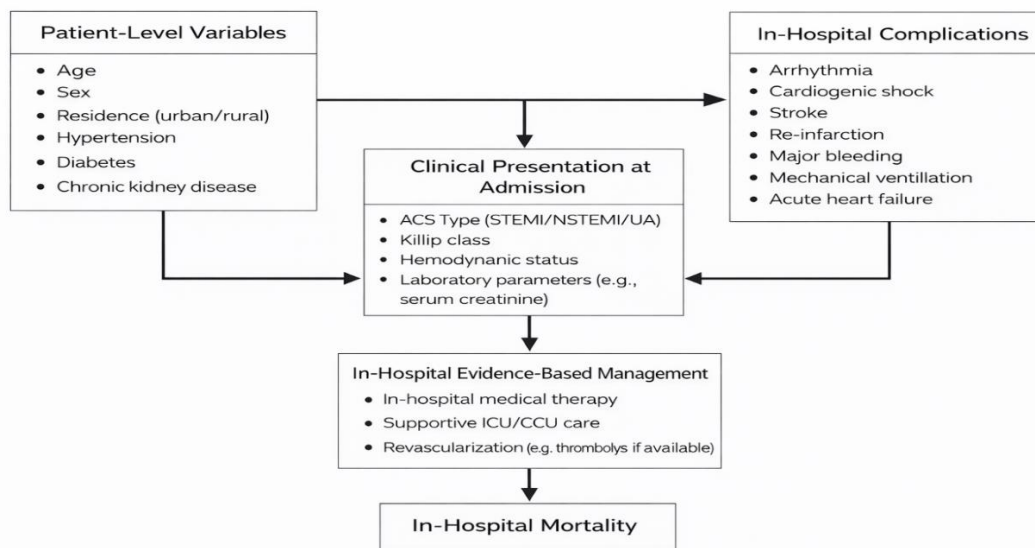 Patient-Level Variables
• Age
• Sex
• Residence (urban/rural)
• Hypertension
• Diabetes
• Chronic kidney disease
In-Hospital Complications
• Arrhythmia
• Cardiogenic shock
• Stroke
• Re-infarction
• Major bleeding
• Mechanical ventillation
• Acute heart failure
Clinical Presentation at
Admission
• ACS Type (STEMI/NSTEMI/UA)
• Killip class
• Hemodynanic status
• Laboratory parameters (e.g.,
serum creatinine)
In-Hospital Evidence-Based Management
• In-hospital medical therapy
• Supportive ICU/CCU care
• Revascularization (e.g. thrombolys if available)
In-Hospital Mortality